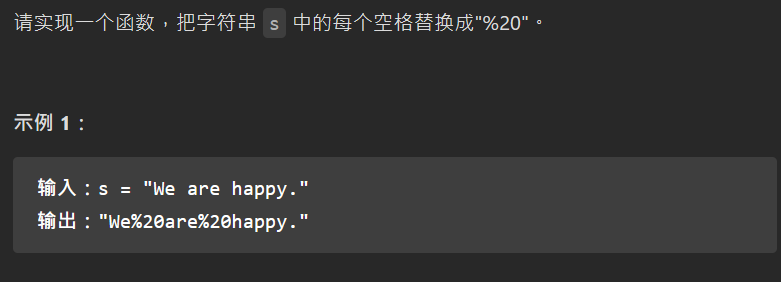 请实现一个函数，把字符串 s 中的每个空格替换成"%20"。
示例 1：
输入：s = "We are happy."
输出："We%20are%20happy."